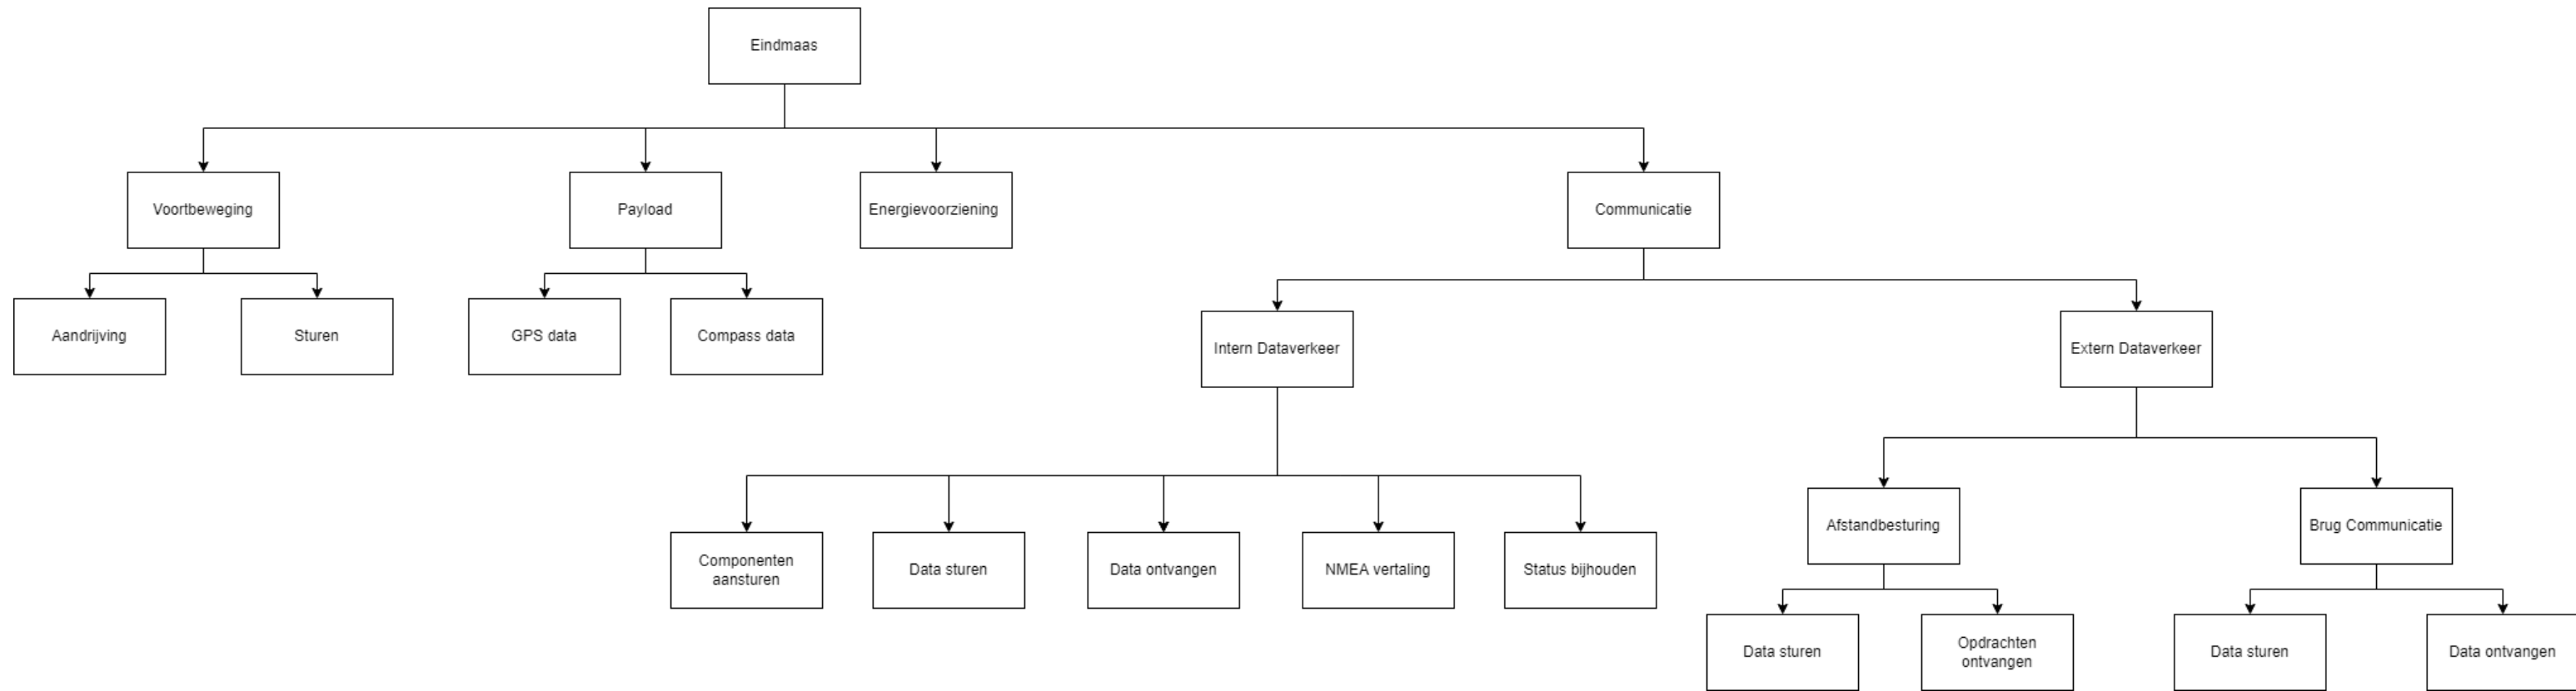 Eindmaas
Voortbeweging
Payload
Energievoorziening
Communicatie
Aandrijving
Sturen
GPS data
Compass data
Intern Dataverkeer
Extern Dataverkeer
Componenten
aansturen
Data sturen
Data ontvangen
NMEA vertaling
Status bijhouden
Afstandbesturing
Brug Communicatie
Data sturen
Opdrachten
ontvangen
Data sturen
Data ontvangen